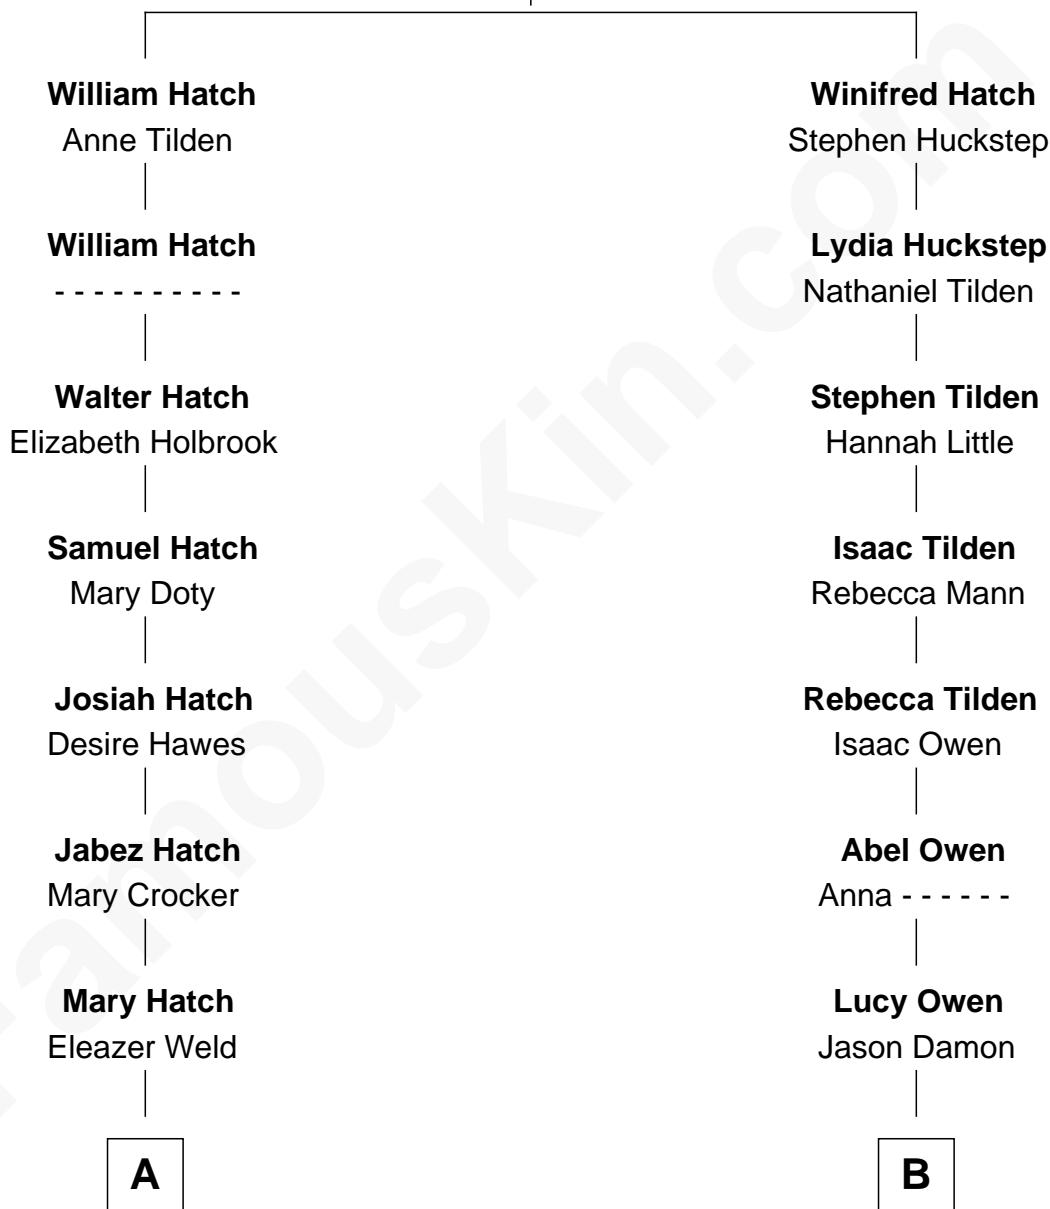 William Hatch
Anne Tilden
William Hatch
- - - - - - - - - -
Walter Hatch
Elizabeth Holbrook
Samuel Hatch
Mary Doty
Josiah Hatch
Desire Hawes
Jabez Hatch
Mary Crocker
Mary Hatch
Eleazer Weld
A
Winifred Hatch
Stephen Huckstep
Lydia Huckstep
Nathaniel Tilden
Stephen Tilden
Hannah Little
Isaac Tilden
Rebecca Mann
Rebecca Tilden
Isaac Owen
Abel Owen
Anna - - - - - -
Lucy Owen
Jason Damon
B
FamousKin.com